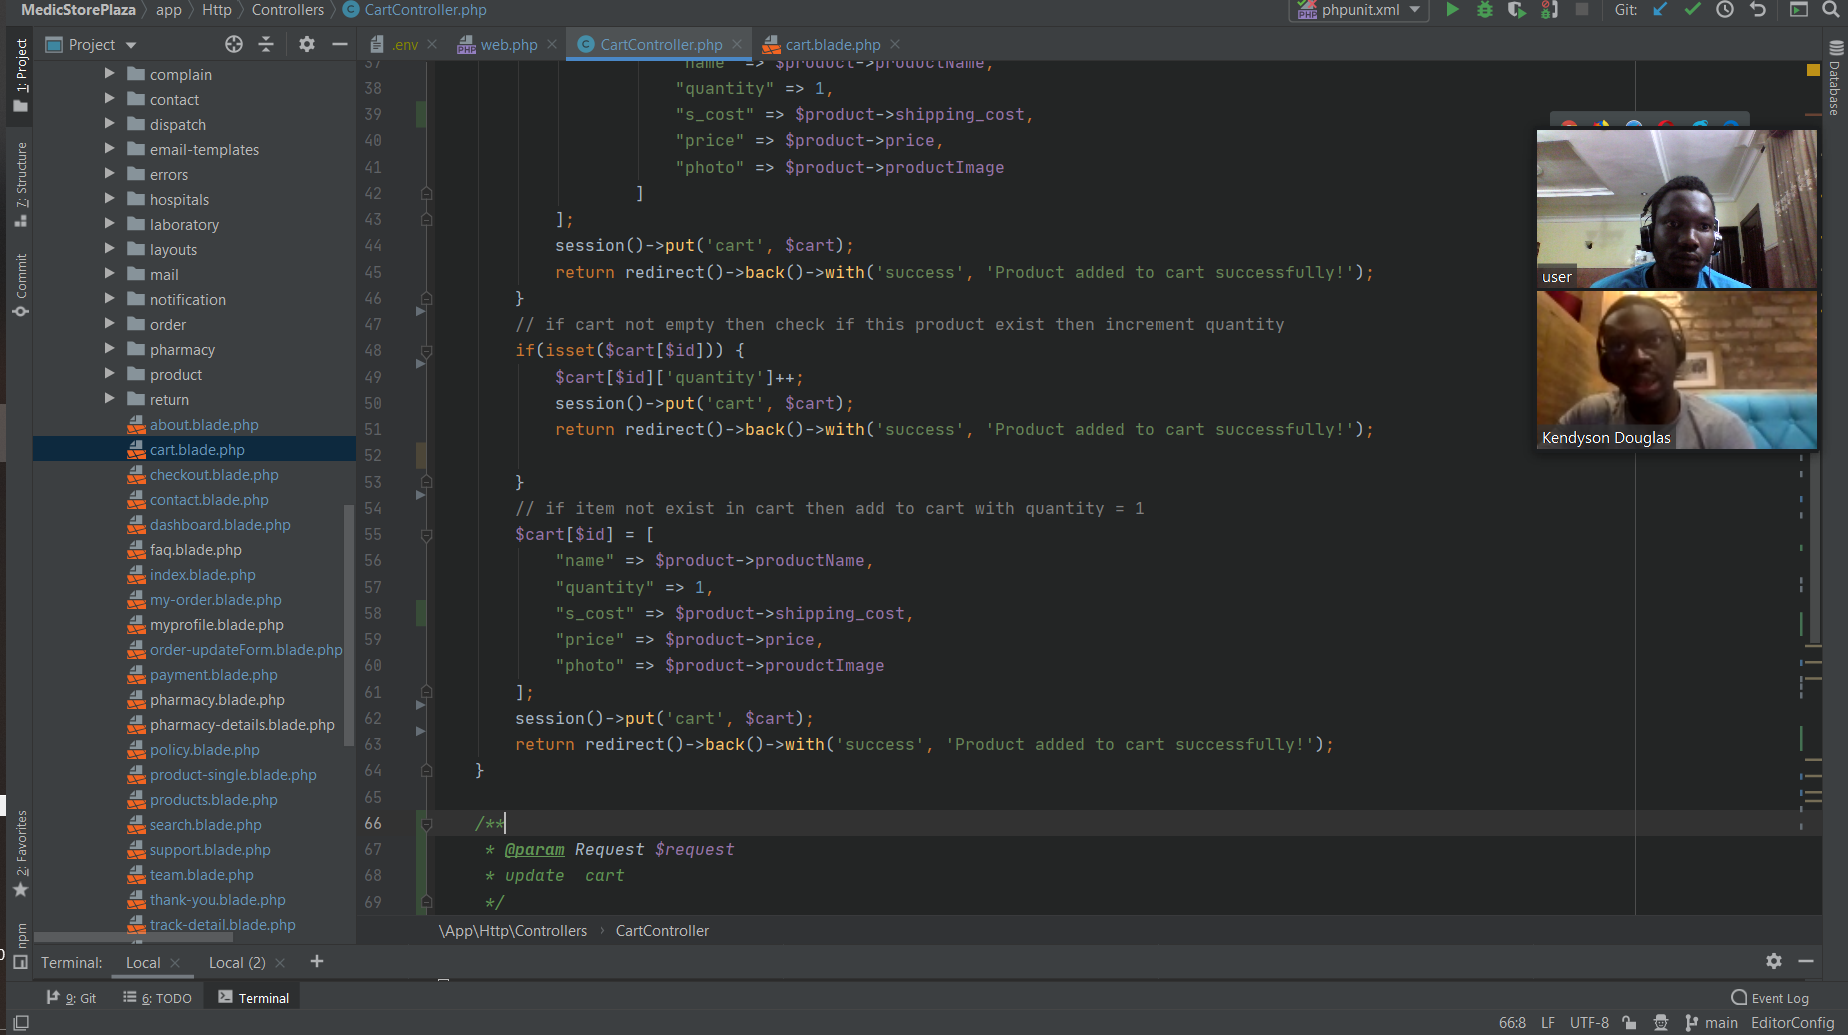 MedicStorePlaza app Http Controllers CartController.php
phpunit.xml Git:
Project
.env web.php CartController.php cart.blade.php
1: Project
7: Structure
Commit
2: Favorites
npm
Database
complain
contact
dispatch
email-templates
errors
hospitals
laboratory
layouts
mail
notification
order
pharmacy
product
return
about.blade.php
cart.blade.php
checkout.blade.php
contact.blade.php
dashboard.blade.php
faq.blade.php
index.blade.php
my-order.blade.php
myprofile.blade.php
order-updateForm.blade.php
payment.blade.php
pharmacy.blade.php
pharmacy-details.blade.php
policy.blade.php
product-single.blade.php
products.blade.php
search.blade.php
support.blade.php
team.blade.php
thank-you.blade.php
track-detail.blade.php
37 "name" => $product->productName,
38 "quantity" => 1,
39 "s_cost" => $product->shipping_cost,
40 "price" => $product->price,
41 "photo" => $product->productImage
42 ]
43 ];
44 session()->put('cart', $cart);
45 return redirect()->back()->with('success', 'Product added to cart successfully!');
46 }
47 // if cart not empty then check if this product exist then increment quantity
48 if(isset($cart[$id])) {
49 $cart[$id]['quantity']++;
50 session()->put('cart', $cart);
51 return redirect()->back()->with('success', 'Product added to cart successfully!');
52
53 }
54 // if item not exist in cart then add to cart with quantity = 1
55 $cart[$id] = [
56 "name" => $product->productName,
57 "quantity" => 1,
58 "s_cost" => $product->shipping_cost,
59 "price" => $product->price,
60 "photo" => $product->proudctImage
61 ];
62 session()->put('cart', $cart);
63 return redirect()->back()->with('success', 'Product added to cart successfully!');
64 }
65
66 /**
67 * @param Request $request
68 * update  cart
69 */
user
Kendyson Douglas
\App\Http\Controllers CartController
Terminal: Local Local (2) +
9: Git 6: TODO Terminal Event Log
66:8 LF UTF-8 main EditorConfig